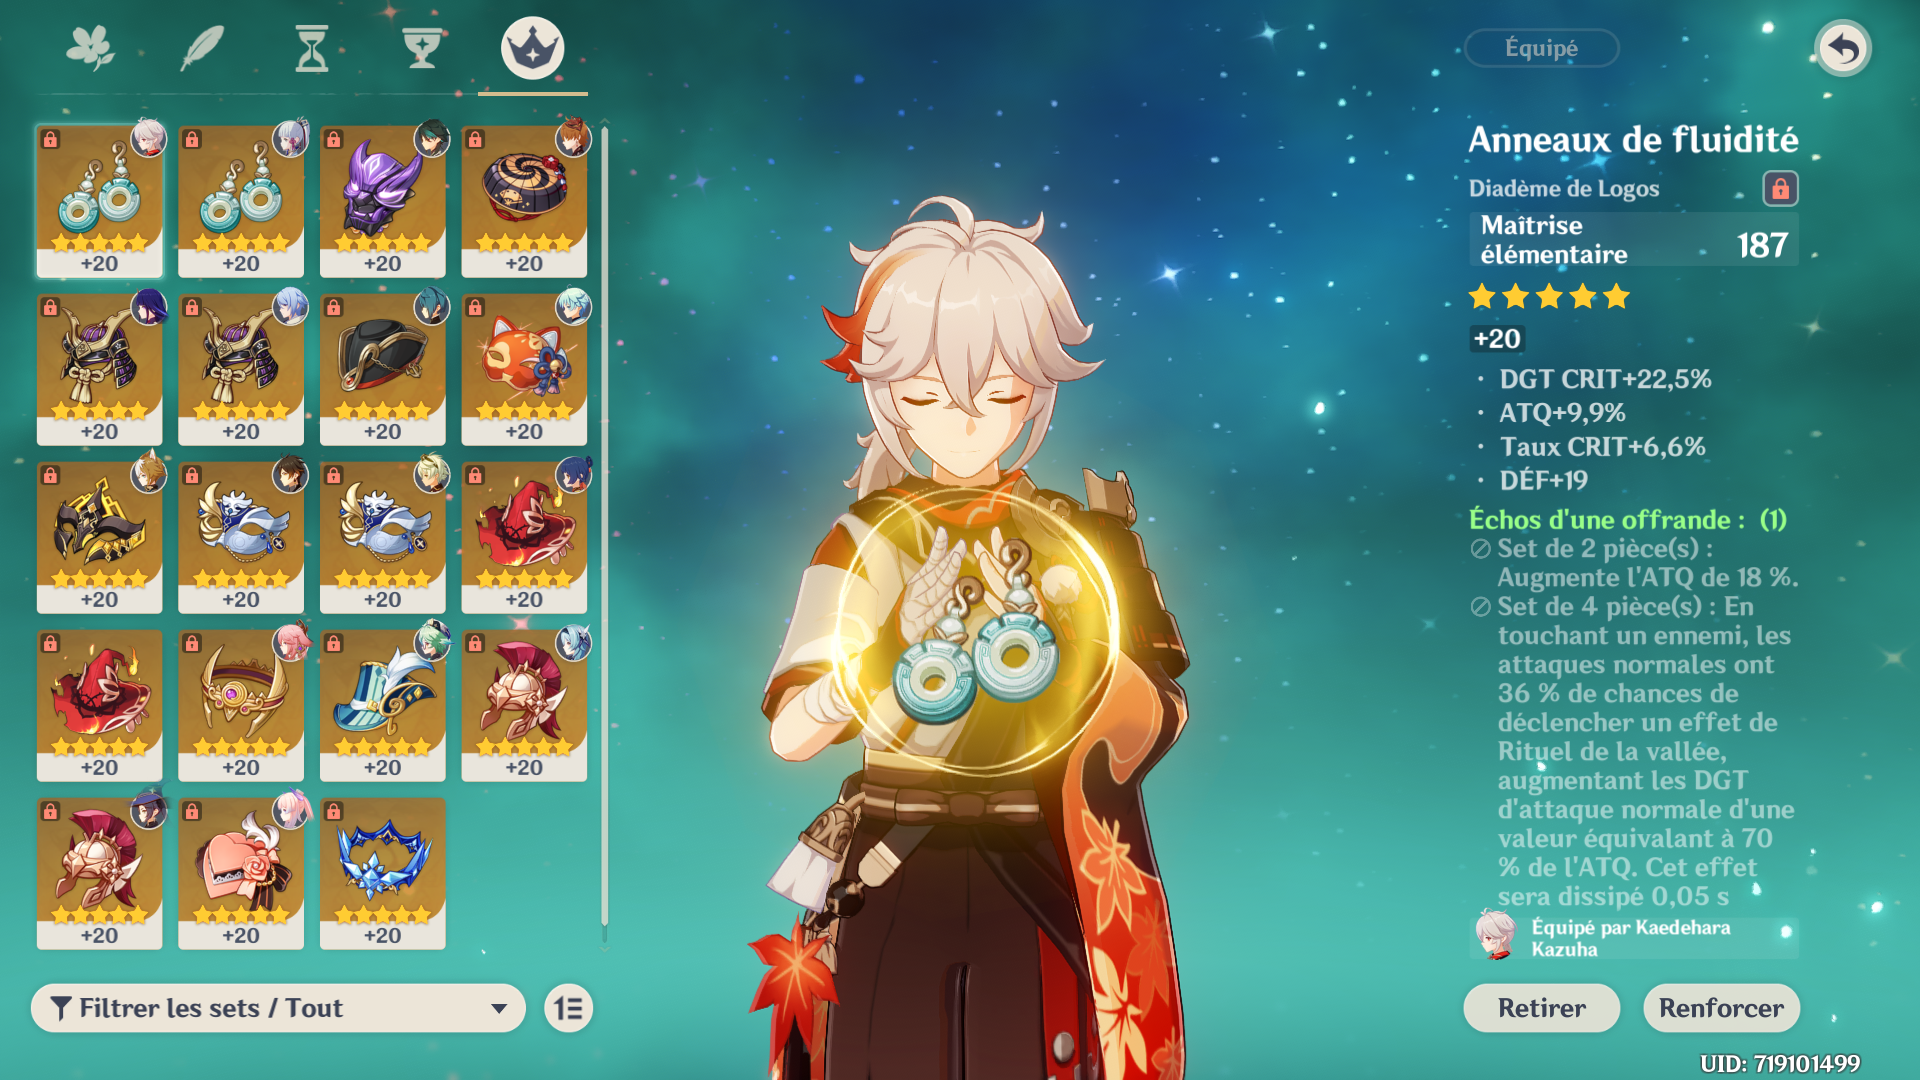 Équipé
Anneaux de fluidité
Diadème de Logos
Maîtrise
élémentaire
187
+20
· DGT CRIT+22,5%
· ATQ+9,9%
· Taux CRIT+6,6%
· DÉF+19
Échos d'une offrande : (1)
Set de 2 pièce(s) :
Augmente l'ATQ de 18 %.
Set de 4 pièce(s) : En
touchant un ennemi, les
attaques normales ont
36 % de chances de
déclencher un effet de
Rituel de la vallée,
augmentant les DGT
d'attaque normale d'une
valeur équivalant à 70
% de l'ATQ. Cet effet
sera dissipé 0,05 s
Équipé par Kaedehara
Kazuha
+20 +20 +20 +20
+20 +20 +20 +20
+20 +20 +20 +20
+20 +20 +20 +20
+20 +20 +20
Filtrer les sets / Tout
1
Retirer
Renforcer
UID: 719101499